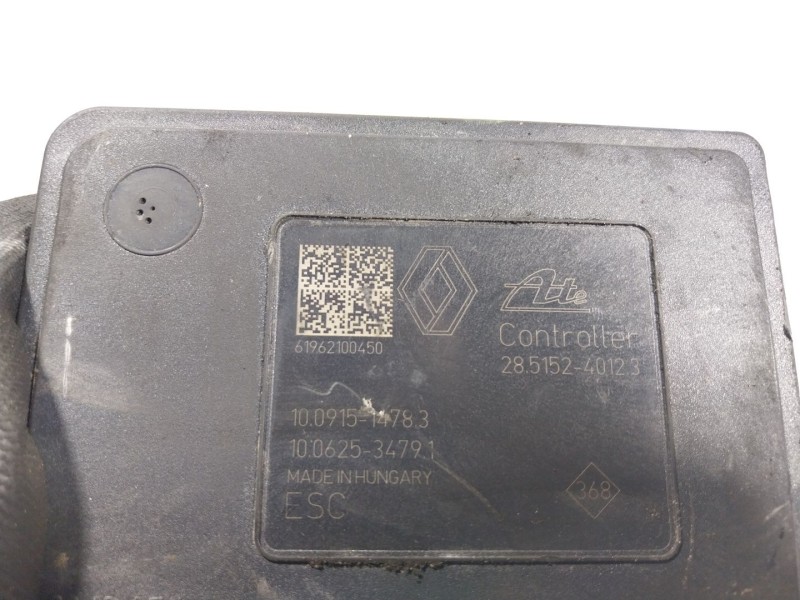 Ate
Controller
61962100450
28.5152-4012.3
10.0915-1478.3
10.0625-3479.1
MADE IN HUNGARY
ESC
368